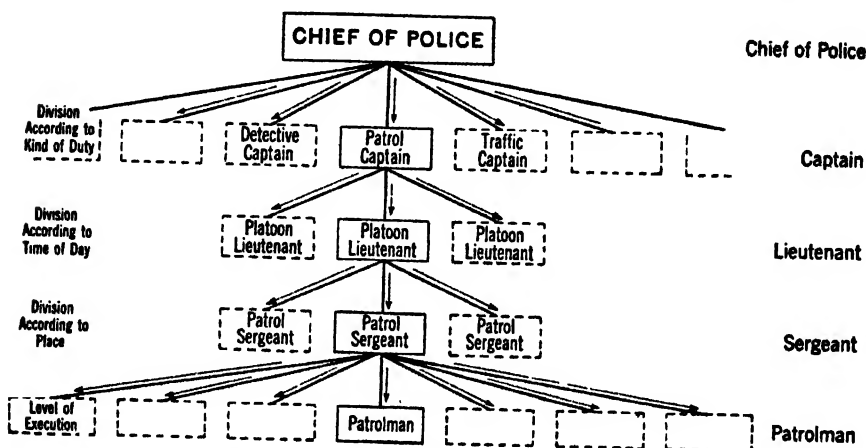 CHIEF OF POLICE
Chief of Police
Division
According to
Kind of Duty
Detective
Captain
Patrol
Captain
Traffic
Captain
Captain
Division
According to
Time of Day
Platoon
Lieutenant
Platoon
Lieutenant
Platoon
Lieutenant
Lieutenant
Division
According to
Place
Patrol
Sergeant
Patrol
Sergeant
Patrol
Sergeant
Sergeant
Level of
Execution
Patrolman
Patrolman